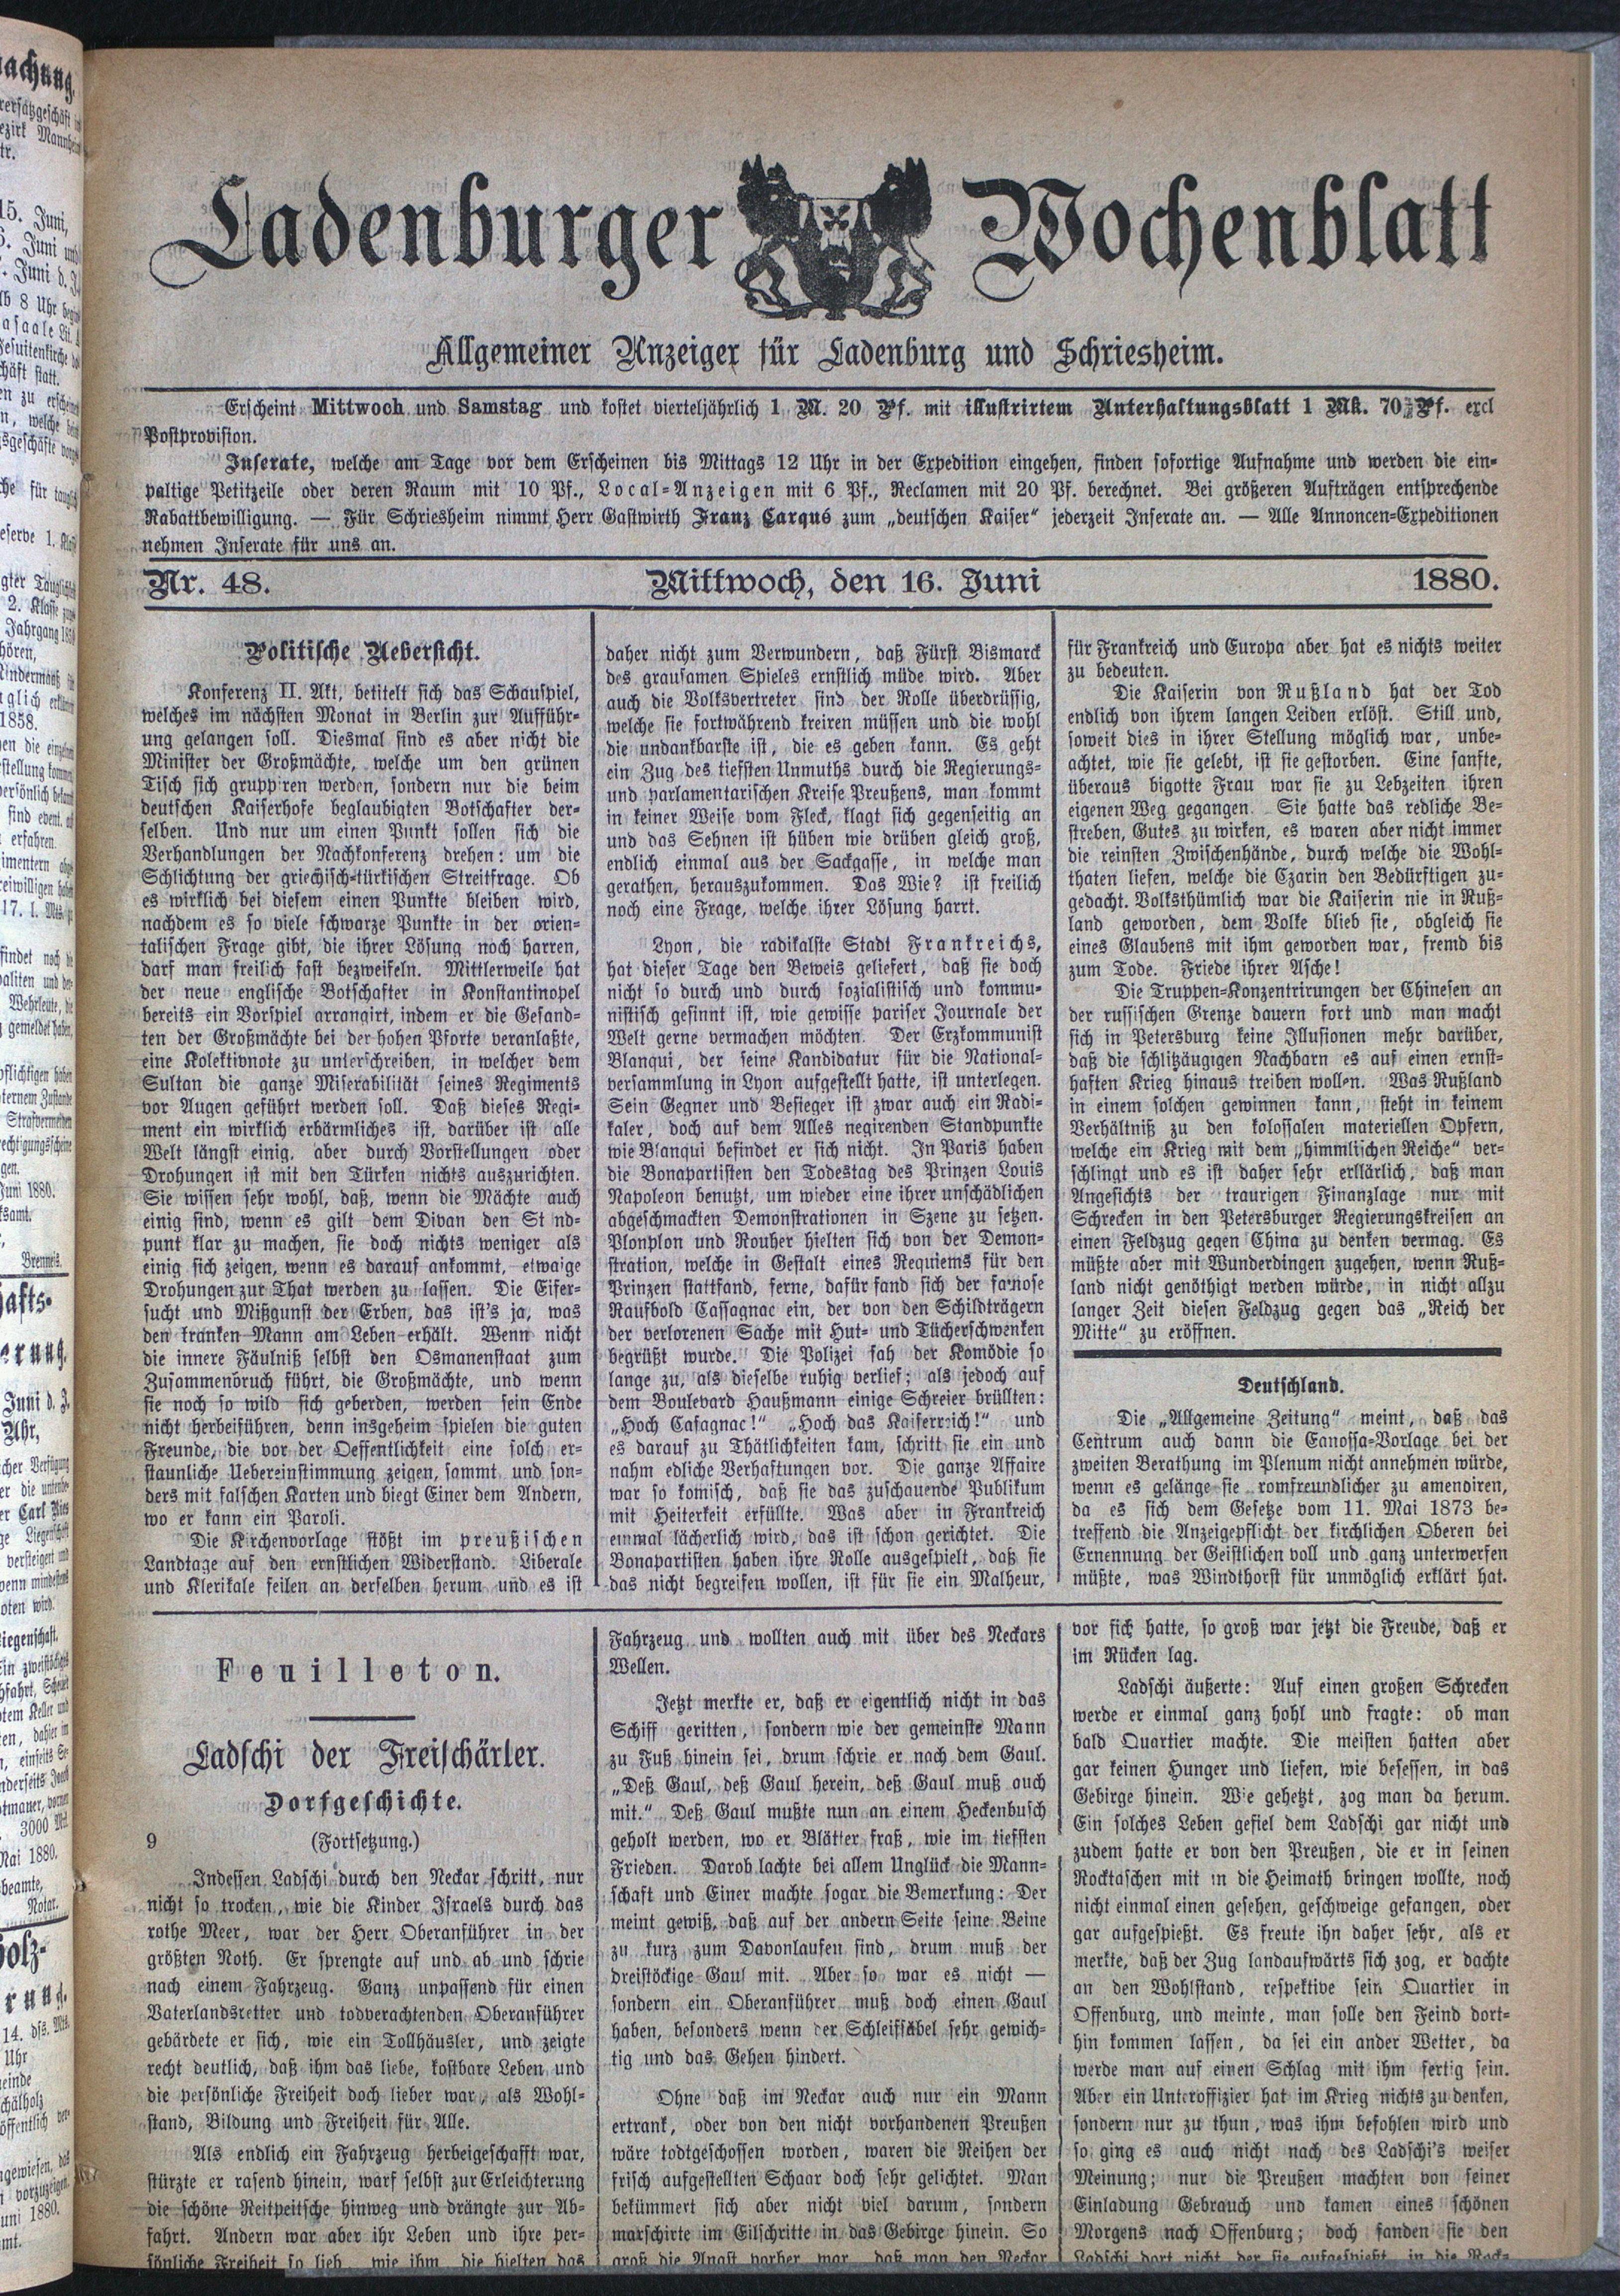 Ladenburger Wochenblatt
Allgemeiner Anzeiger für Ladenburg und Schriesheim.
Erscheint Mittwoch und Samstag und kostet vierteljährlich 1 M. 20 Pf. mit illustrirtem Unterhaltungsblatt 1 Mk. 70 Pf. excl
Postprovision.
Inserate, welche am Tage vor dem Erscheinen bis Mittags 12 Uhr in der Expedition eingehen, finden sofortige Aufnahme und werden die ein-
paltige Petitzeile oder deren Raum mit 10 Pf., Local-Anzeigen mit 6 Pf., Reclamen mit 20 Pf. berechnet. Bei größeren Aufträgen entsprechende
Rabattbewilligung. — Für Schriesheim nimmt Herr Gastwirth Franz Carqué zum „deutschen Kaiser“ jederzeit Inserate an. — Alle Annoncen-Expeditionen
nehmen Inserate für uns an.
Nr. 48. Mittwoch, den 16. Juni 1880.
Politische Uebersicht.
Konferenz II. Akt, betitelt sich das Schauspiel,
welches im nächsten Monat in Berlin zur Aufführ-
ung gelangen soll. Diesmal sind es aber nicht die
Minister der Großmächte, welche um den grünen
Tisch sich grupp'ren werden, sondern nur die beim
deutschen Kaiserhofe beglaubigten Botschafter der-
selben. Und nur um einen Punkt sollen sich die
Verhandlungen der Nachkonferenz drehen: um die
Schlichtung der griechisch-türkischen Streitfrage. Ob
es wirklich bei diesem einen Punkte bleiben wird,
nachdem es so viele schwarze Punkte in der orien-
talischen Frage gibt, die ihrer Lösung noch harren,
darf man freilich fast bezweifeln. Mittlerweile hat
der neue englische Botschafter in Konstantinopel
bereits ein Vorspiel arrangirt, indem er die Gesand-
ten der Großmächte bei der hohen Pforte veranlaßte,
eine Kolektivnote zu unterschreiben, in welcher dem
Sultan die ganze Miserabilität seines Regiments
vor Augen geführt werden soll. Daß dieses Regi-
ment ein wirklich erbärmliches ist, darüber ist alle
Welt längst einig, aber durch Vorstellungen oder
Drohungen ist mit den Türken nichts auszurichten.
Sie wissen sehr wohl, daß, wenn die Mächte auch
einig sind, wenn es gilt dem Divan den St nd-
punt klar zu machen, sie doch nichts weniger als
einig sich zeigen, wenn es darauf ankommt, etwaige
Drohungen zur That werden zu lassen. Die Eifer-
sucht und Mißgunst der Erben, das ist's ja, was
den kranken Mann am Leben erhält. Wenn nicht
die innere Fäulniß selbst den Osmanenstaat zum
Zusammenbruch führt, die Großmächte, und wenn
sie noch so wild sich geberden, werden sein Ende
nicht herbeiführen, denn insgeheim spielen die guten
Freunde, die vor der Oeffentlichkeit eine solch er-
staunliche Uebereinstimmung zeigen, sammt und son-
ders mit falschen Karten und biegt Einer dem Andern,
wo er kann ein Paroli.
Die Kirchenvorlage stößt im preußischen
Landtage auf den ernstlichen Widerstand. Liberale
und Klerikale feilen an derselben herum und es ist
daher nicht zum Verwundern, daß Fürst Bismarck
des grausamen Spieles ernstlich müde wird. Aber
auch die Volksvertreter sind der Rolle überdrüssig,
welche sie fortwährend kreiren müssen und die wohl
die undankbarste ist, die es geben kann. Es geht
ein Zug des tiefsten Unmuths durch die Regierungs-
und parlamentarischen Kreise Preußens, man kommt
in keiner Weise vom Fleck, klagt sich gegenseitig an
und das Sehnen ist hüben wie drüben gleich groß,
endlich einmal aus der Sackgasse, in welche man
gerathen, herauszukommen. Das Wie? ist freilich
noch eine Frage, welche ihrer Lösung harrt.
Lyon, die radikalste Stadt Frankreichs,
hat dieser Tage den Beweis geliefert, daß sie doch
nicht so durch und durch sozialistisch und kommu-
nistisch gesinnt ist, wie gewisse pariser Journale der
Welt gerne vermachen möchten. Der Erzkommunist
Blanqui, der seine Kandidatur für die National-
versammlung in Lyon aufgestellt hatte, ist unterlegen.
Sein Gegner und Besieger ist zwar auch ein Radi-
kaler, doch auf dem Alles negirenden Standpunkte
wie Blanqui befindet er sich nicht. In Paris haben
die Bonapartisten den Todestag des Prinzen Louis
Napoleon benutzt, um wieder eine ihrer unschädlichen
abgeschmackten Demonstrationen in Szene zu setzen.
Plonplon und Rouher hielten sich von der Demon-
stration, welche in Gestalt eines Requiems für den
Prinzen stattfand, ferne, dafür fand sich der famose
Raufbold Cassagnac ein, der von den Schildträgern
der verlorenen Sache mit Hut- und Tücherschwenken
begrüßt wurde. Die Polizei sah der Komödie so
lange zu, als dieselbe ruhig verlief; als jedoch auf
dem Boulevard Haußmann einige Schreier brüllten:
„Hoch Casagnac!“ „Hoch das Kaiserreich!“ und
es darauf zu Thätlichkeiten kam, schritt sie ein und
nahm edliche Verhaftungen vor. Die ganze Affaire
war so komisch, daß sie das zuschauende Publikum
mit Heiterkeit erfüllte. Was aber in Frankreich
einmal lächerlich wird, das ist schon gerichtet. Die
Bonapartisten haben ihre Rolle ausgespielt, daß sie
das nicht begreifen wollen, ist für sie ein Malheur,
für Frankreich und Europa aber hat es nichts weiter
zu bedeuten.
Die Kaiserin von Rußland hat der Tod
endlich von ihrem langen Leiden erlöst. Still und,
soweit dies in ihrer Stellung möglich war, unbe-
achtet, wie sie gelebt, ist sie gestorben. Eine sanfte,
überaus bigotte Frau war sie zu Lebzeiten ihren
eigenen Weg gegangen. Sie hatte das redliche Be-
streben, Gutes zu wirken, es waren aber nicht immer
die reinsten Zwischenhände, durch welche die Wohl-
thaten liefen, welche die Czarin den Bedürftigen zu-
gedacht. Volksthümlich war die Kaiserin nie in Ruß-
land geworden, dem Volke blieb sie, obgleich sie
eines Glaubens mit ihm geworden war, fremd bis
zum Tode. Friede ihrer Asche!
Die Truppen-Konzentrirungen der Chinesen an
der russischen Grenze dauern fort und man macht
sich in Petersburg keine Illusionen mehr darüber,
daß die schlitzäugigen Nachbarn es auf einen ernst-
haften Krieg hinaus treiben wollen. Was Rußland
in einem solchen gewinnen kann, steht in keinem
Verhältniß zu den kolossalen materiellen Opfern,
welche ein Krieg mit dem „himmlischen Reiche“ ver-
schlingt und es ist daher sehr erllärlich, daß man
Angesichts der traurigen Finanzlage nur mit
Schrecken in den Petersburger Regierungskreisen an
einen Feldzug gegen China zu denken vermag. Es
müßte aber mit Wunderdingen zugehen, wenn Ruß-
land nicht genöthigt werden würde, in nicht allzu
langer Zeit diesen Feldzug gegen das „Reich der
Mitte“ zu eröffnen.
Deutschland.
Die „Allgemeine Zeitung“ meint, daß das
Centrum auch dann die Canossa-Vorlage bei der
zweiten Berathung im Plenum nicht annehmen würde,
wenn es gelänge sie romfreundlicher zu amendiren,
da es sich dem Gesetze vom 11. Mai 1873 be-
treffend die Anzeigepflicht der kirchlichen Oberen bei
Ernennung der Geistlichen voll und ganz unterwerfen
müßte, was Windthorst für unmöglich erklärt hat.
Feuilleton.
Ladschi der Freischärler.
Dorfgeschichte.
9 (Fortsetzung.)
Indessen Ladschi durch den Neckar schritt, nur
nicht so trocken, wie die Kinder Israels durch das
rothe Meer, war der Herr Oberanführer in der
größten Noth. Er sprengte auf und ab und schrie
nach einem Fahrzeug. Ganz unpassend für einen
Vaterlandsretter und todverachtenden Oberanführer
gebärdete er sich, wie ein Tollhäusler, und zeigte
recht deutlich, daß ihm das liebe, kostbare Leben und
die persönliche Freiheit doch lieber war, als Wohl-
stand, Bildung und Freiheit für Alle.
Als endlich ein Fahrzeug herbeigeschafft war,
stürzte er rasend hinein, warf selbst zur Erleichterung
die schöne Reitpeitsche hinweg und drängte zur Ab-
fahrt. Andern war aber ihr Leben und ihre per-
sönliche Freiheit so lieb wie ihm die hielten das
Fahrzeug und wollten auch mit über des Neckars
Wellen.
Jetzt merkte er, daß er eigentlich nicht in das
Schiff geritten, sondern wie der gemeinste Mann
zu Fuß hinein sei, drum schrie er nach dem Gaul.
„Deß Gaul, deß Gaul herein, deß Gaul muß auch
mit.“ Deß Gaul mußte nun an einem Heckenbusch
geholt werden, wo er Blätter fraß, wie im tiefsten
Frieden. Darob lachte bei allem Unglück die Mann-
schaft und Einer machte sogar die Bemerkung: Der
meint gewiß, daß auf der andern Seite seine Beine
zu kurz zum Davonlaufen sind, drum muß der
dreistöckige Gaul mit. Aber so war es nicht —
sondern ein Oberanführer muß doch einen Gaul
haben, besonders wenn der Schleifsäbel sehr gewich-
tig und das Gehen hindert.
Ohne daß im Neckar auch nur ein Mann
ertrank, oder von den nicht vorhandenen Preußen
wäre todtgeschossen worden, waren die Reihen der
frisch aufgestellten Schaar doch sehr gelichtet. Man
bekümmert sich aber nicht viel darum, sondern
marschirte im Eilschritte in das Gebirge hinein. So
groß die Angst vorher war, daß man den Neckar
vor sich hatte, so groß war jetzt die Freude, daß er
im Rücken lag.
Ladschi äußerte: Auf einen großen Schrecken
werde er einmal ganz hohl und fragte: ob man
bald Quartier machte. Die meisten hatten aber
gar keinen Hunger und liefen, wie besessen, in das
Gebirge hinein. Wie gehetzt, zog man da herum.
Ein solches Leben gefiel dem Ladschi gar nicht und
zudem hatte er von den Preußen, die er in seinen
Rocktaschen mit in die Heimath bringen wollte, noch
nicht einmal einen gesehen, geschweige gefangen, oder
gar aufgespießt. Es freute ihn daher sehr, als er
merkte, daß der Zug landaufwärts sich zog, er dachte
an den Wohlstand, respektive sein Quartier in
Offenburg, und meinte, man solle den Feind dort-
hin kommen lassen, da sei ein ander Wetter, da
werde man auf einen Schlag mit ihm fertig sein.
Aber ein Unteroffizier hat im Krieg nichts zu denken,
sondern nur zu thun, was ihm befohlen wird und
so ging es auch nicht nach des Ladschi's weiser
Meinung; nur die Preußen machten von seiner
Einladung Gebrauch und kamen eines schönen
Morgens nach Offenburg; doch fanden sie den
Ladschi dort nicht, der sie aufgespießt in die Rock-